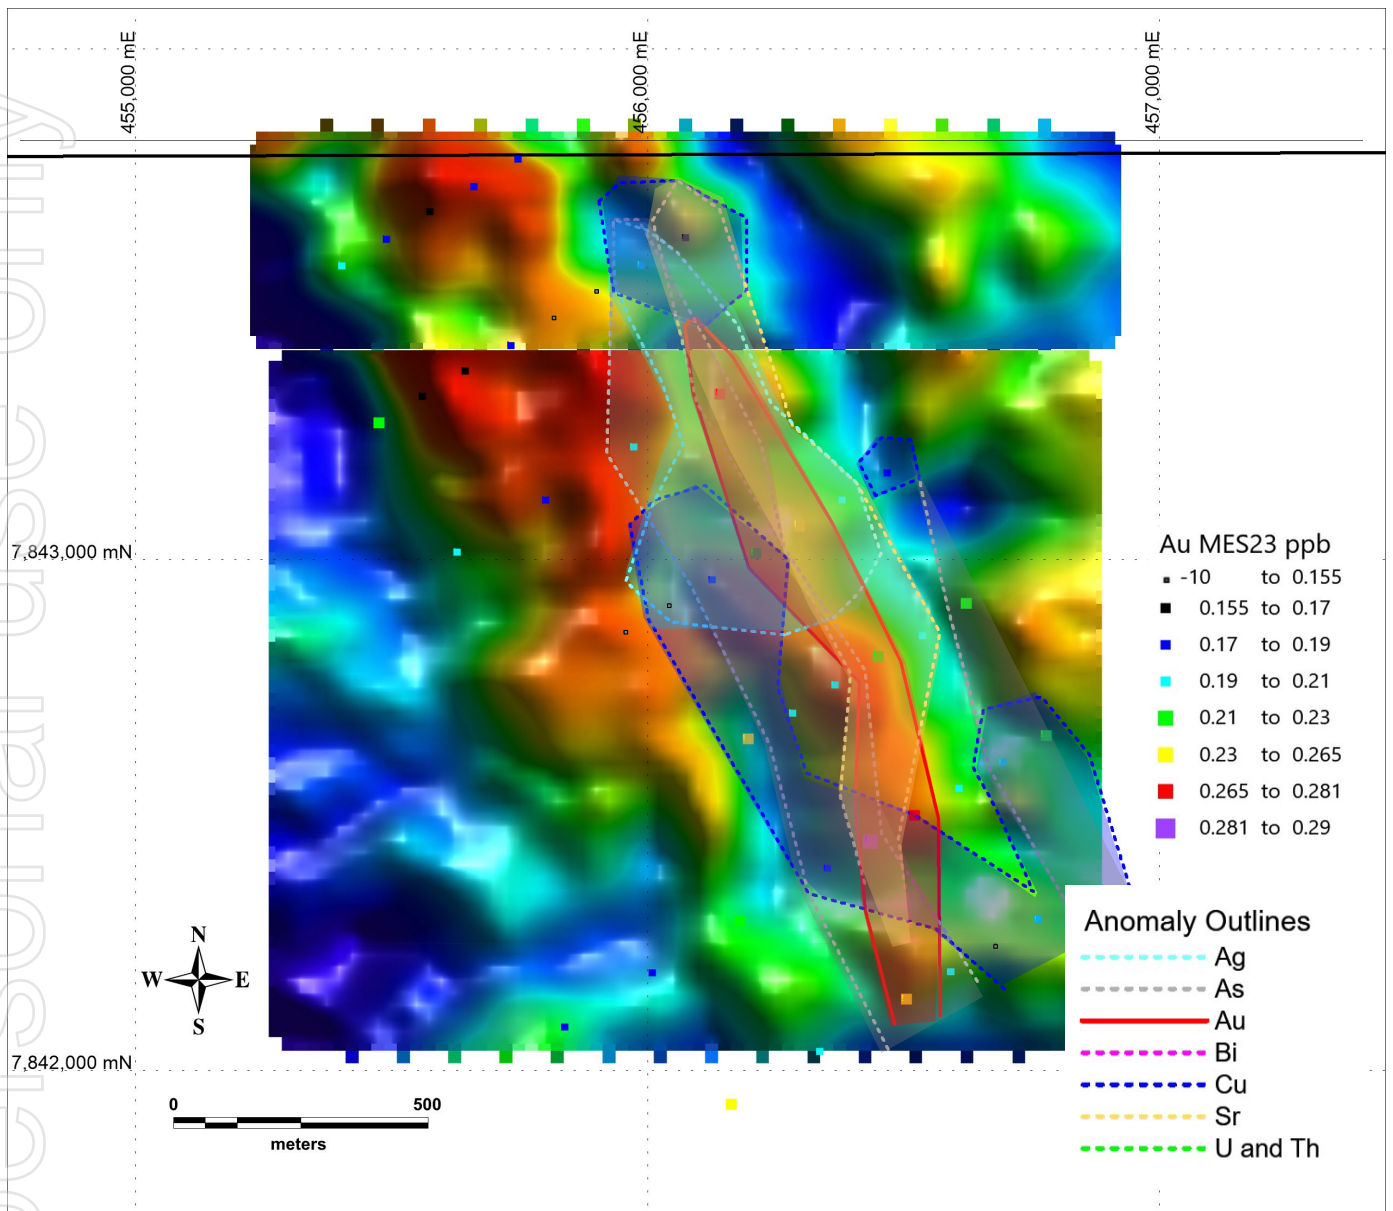 455,000 mE
456,000 mE
457,000 mE
7,843,000 mN
7,842,000 mN
Au MES23 ppb
-10 to 0.155
0.155 to 0.17
0.17 to 0.19
0.19 to 0.21
0.21 to 0.23
0.23 to 0.265
0.265 to 0.281
0.281 to 0.29
Anomaly Outlines
Ag
As
Au
Bi
Cu
Sr
U and Th
N
W E
S
0 500
meters
personal use only